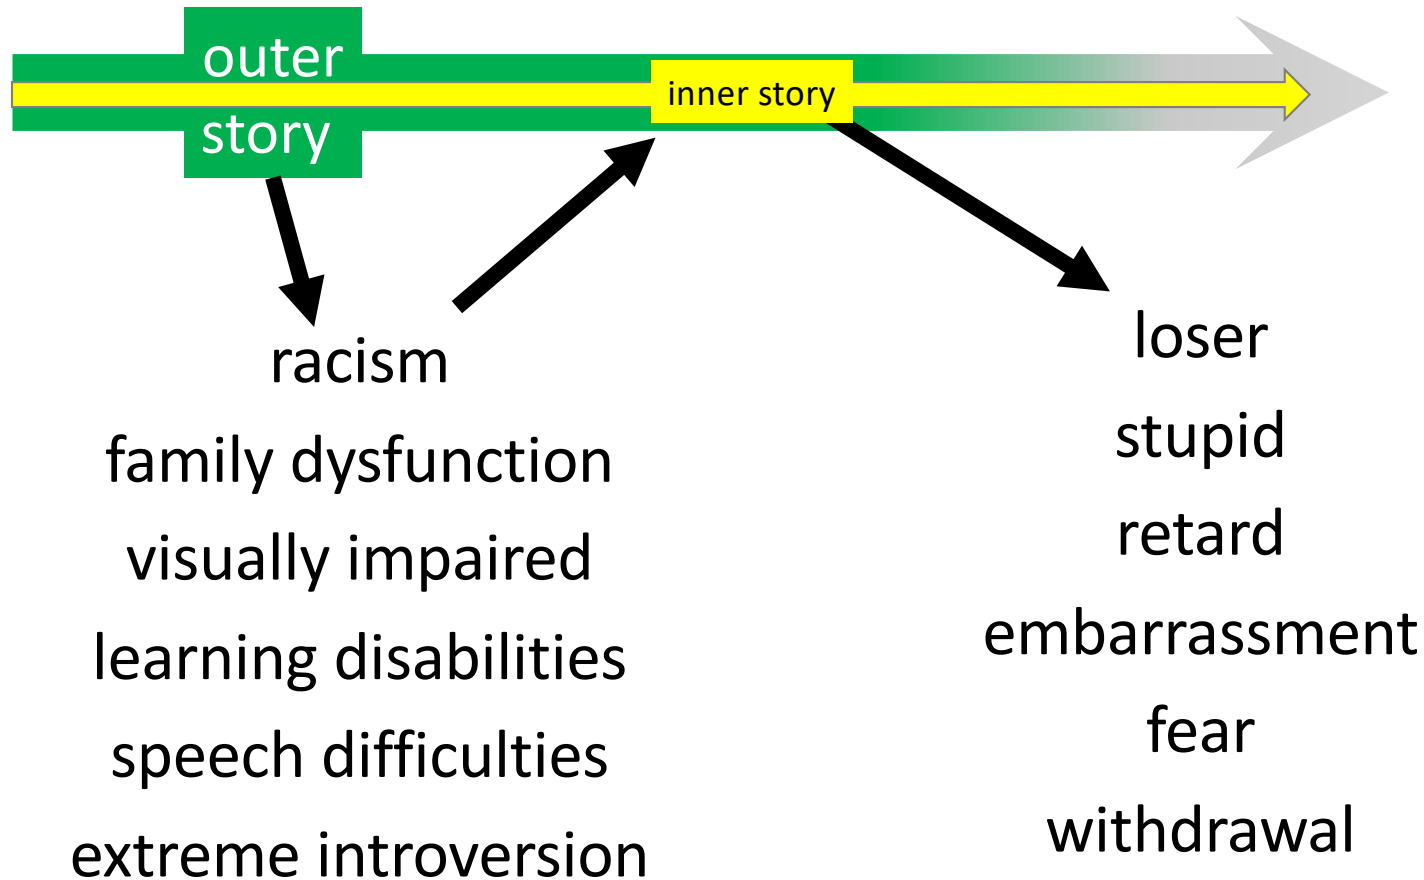 outer
story
inner story
racism
family dysfunction
visually impaired
learning disabilities
speech difficulties
extreme introversion
loser
stupid
retard
embarrassment
fear
withdrawal